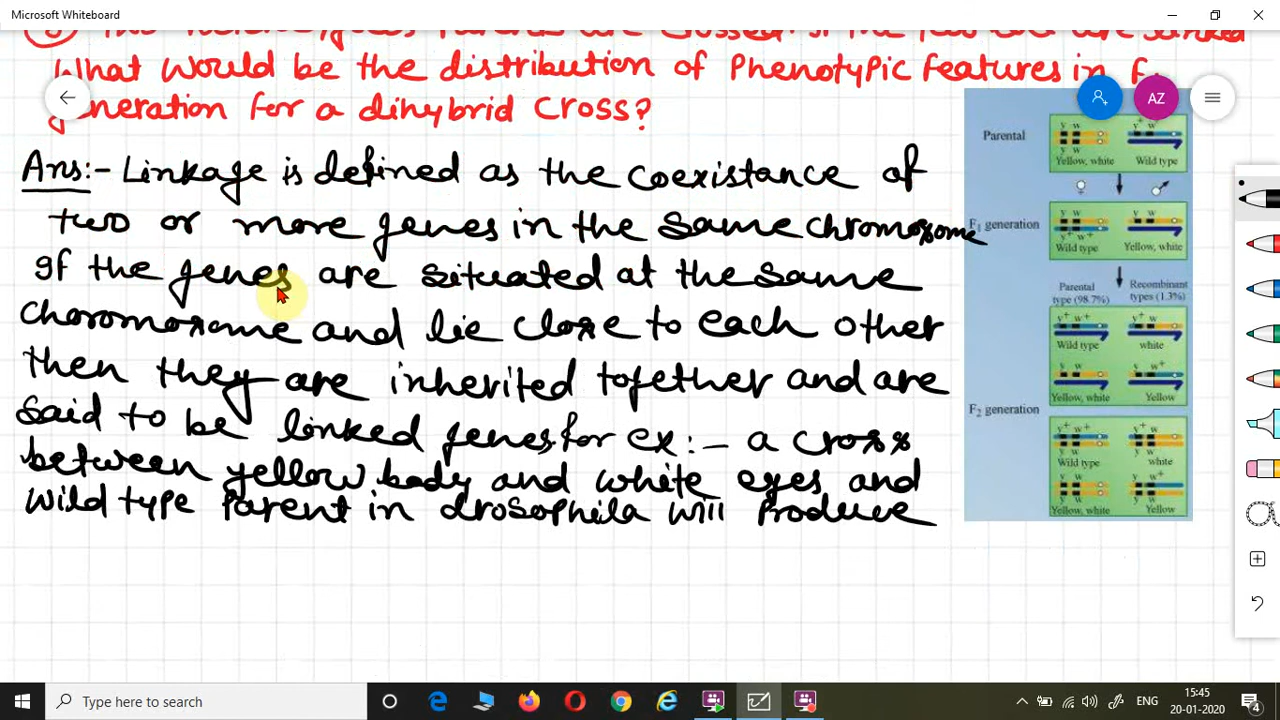 Microsoft Whiteboard
What would be the distribution of Phenotypic features in F
generation for a dihybrid Cross?
AZ
Ans:- Linkage is defined as the coexistance of
two or more genes in the same chromosome
If the genes are situated at the same
choromosome and lie close to each other
then they are inherited together and are
said to be linked genes for ex:- a cross
between yellow body and white eyes and
Wild type Parent in drosophila will Produce
Parental
y w
y+ w+
y w
Yellow, white
Wild type
F1 generation
y w
y w
y+ w+
Wild type
Yellow, white
Parental
type (98.7%)
Recombinant
types (1.3%)
y+ w+
y+ w
Wild type
white
y w
y w+
Yellow, white
Yellow
F2 generation
y+ w+
y+ w
y w
y w
Wild type
white
y w
y w+
y w
y w
Yellow, white
Yellow
Type here to search
ENG
15:45
20-01-2020
4